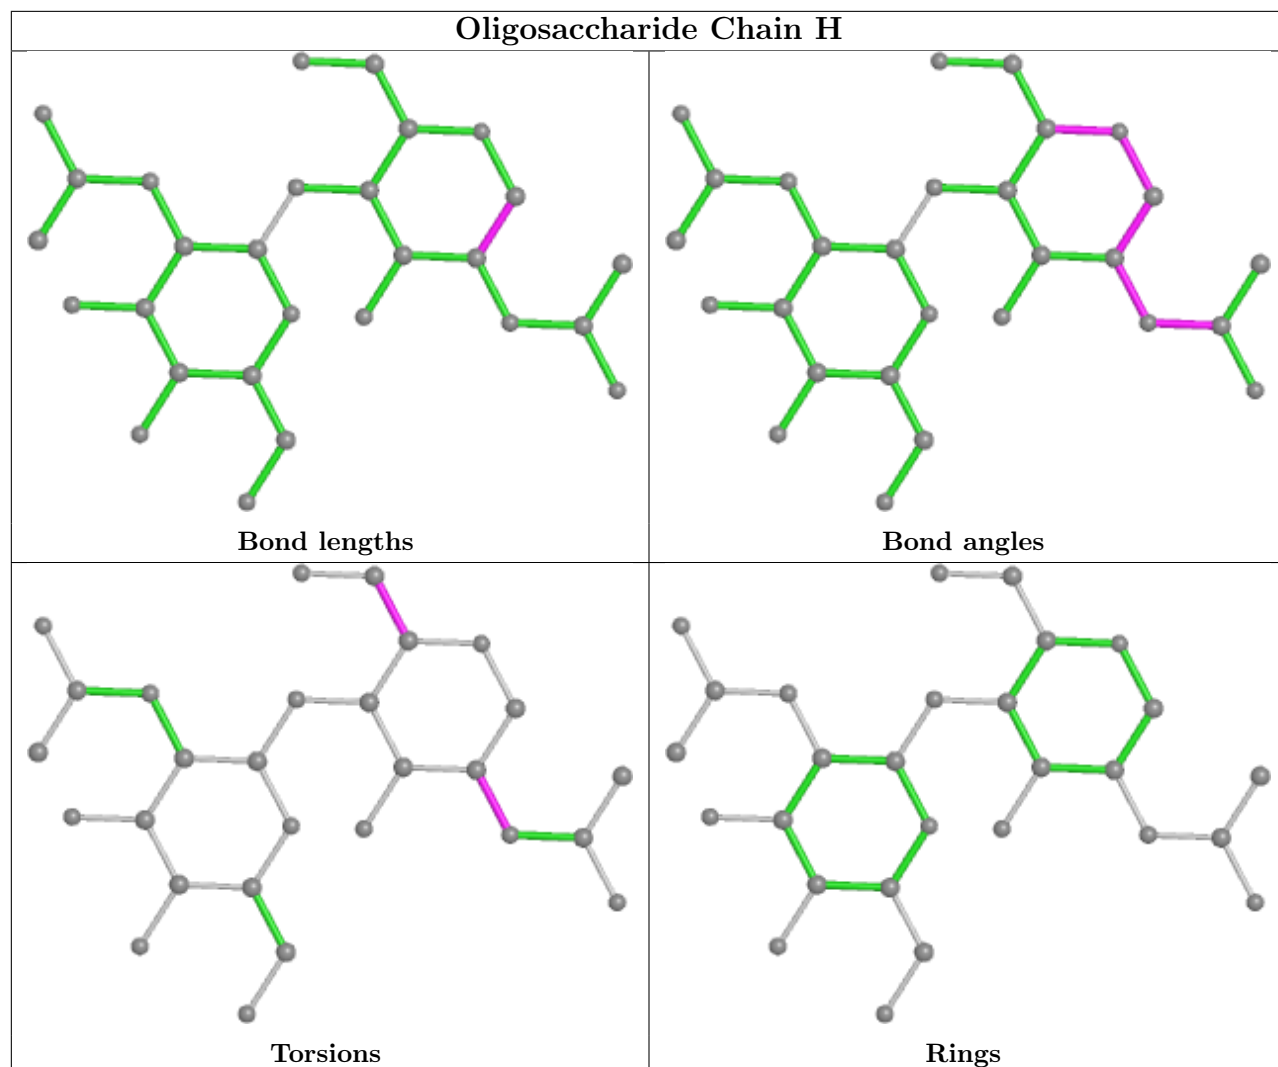 Oligosaccharide Chain H
Bond lengths
Bond angles
Torsions
Rings